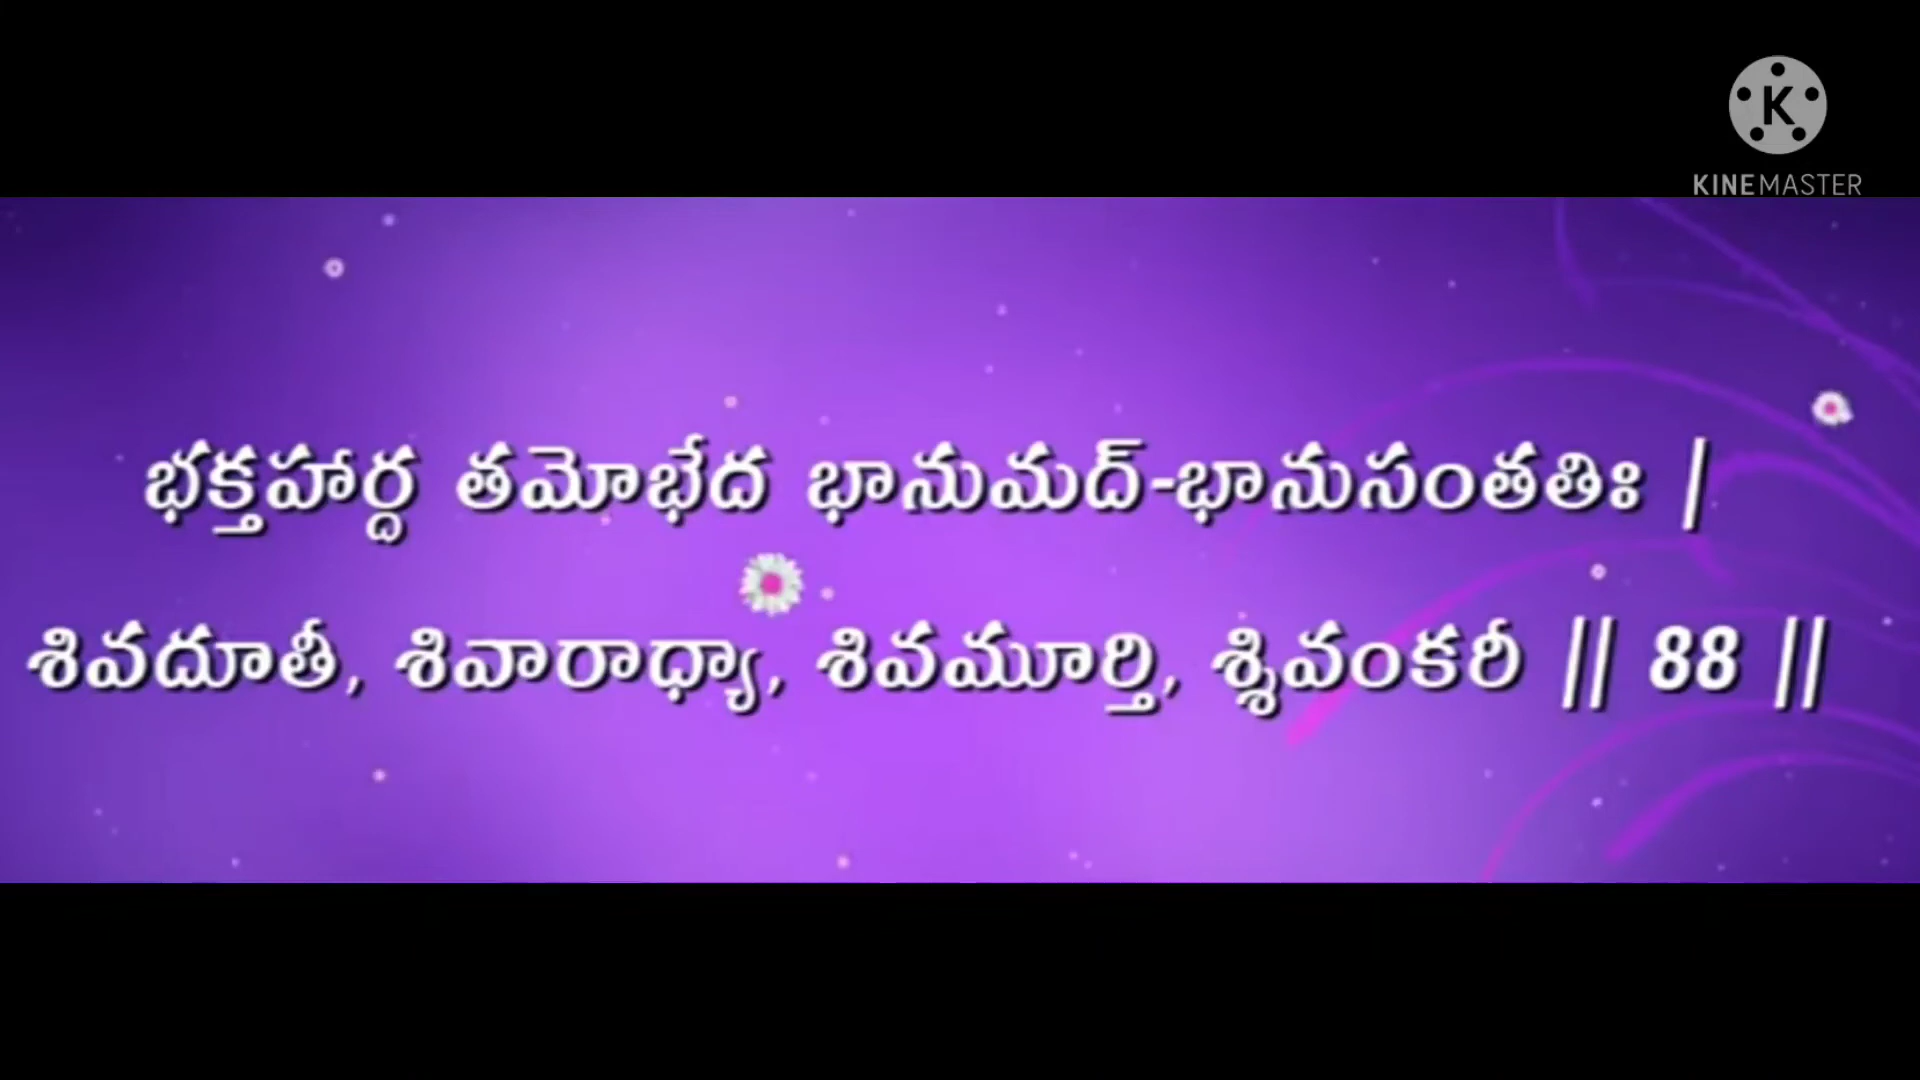 KINEMASTER
భక్తహార్ద తమోభేద భానుమద్-భానుసంతతిః |
శివదూతీ, శివారాధ్యా, శివమూర్తి, శ్శివంకరీ || 88 ||